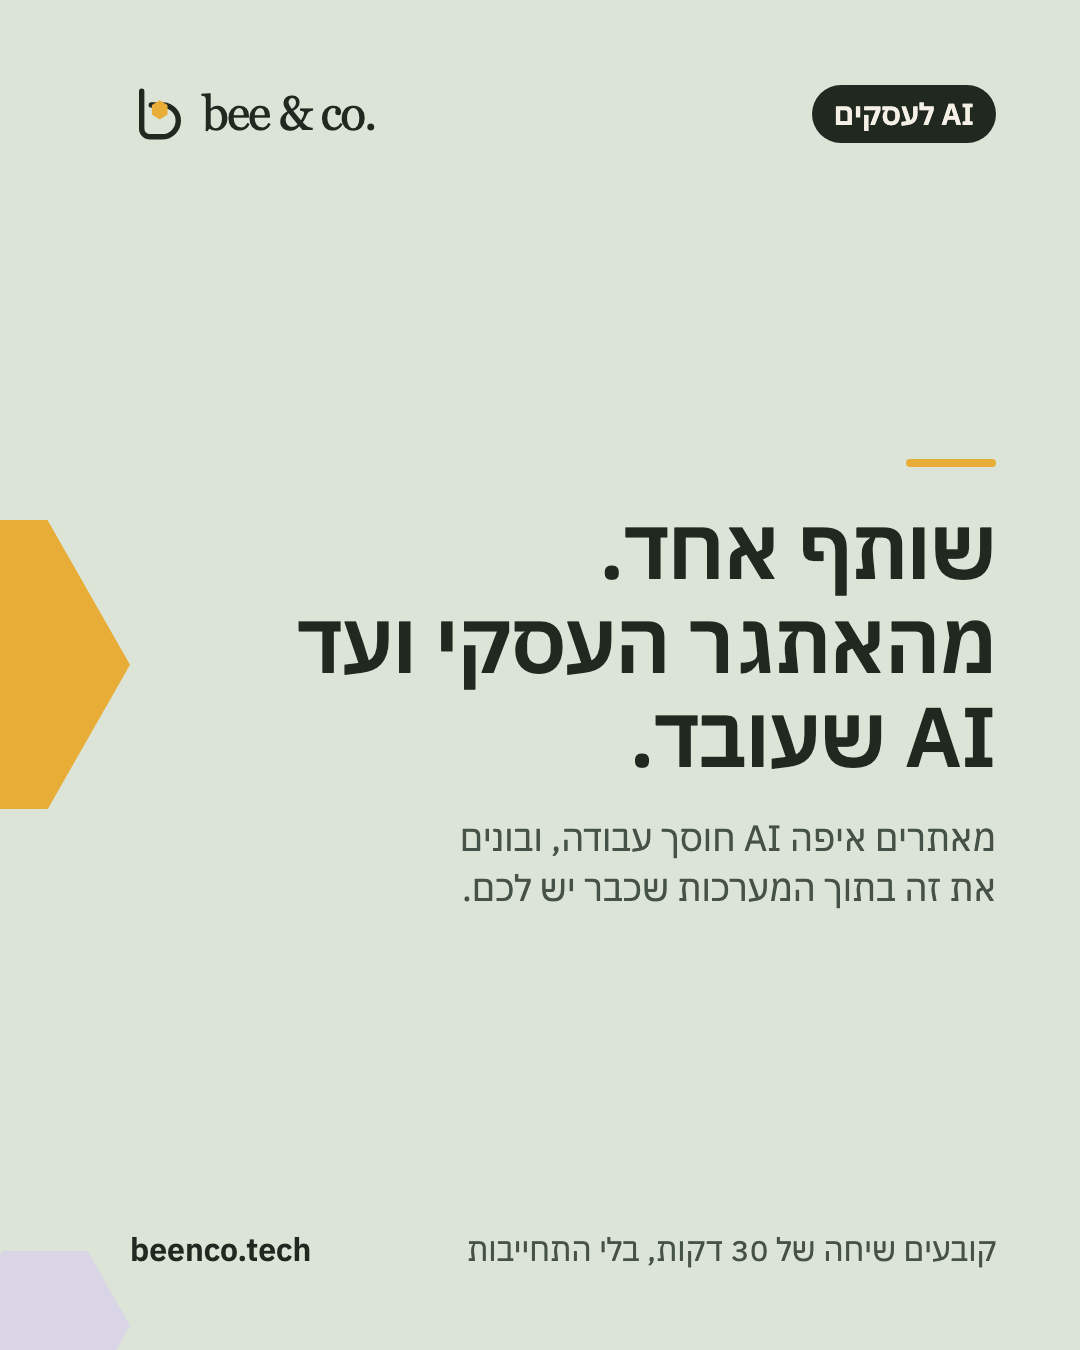 bee & co.
AI לעסקים
שותף אחד.
מהאתגר העסקי ועד
AI שעובד.
מאתרים איפה AI חוסך עבודה, ובונים
את זה בתוך המערכות שכבר יש לכם.
קובעים שיחה של 30 דקות, בלי התחייבות
beenco.tech